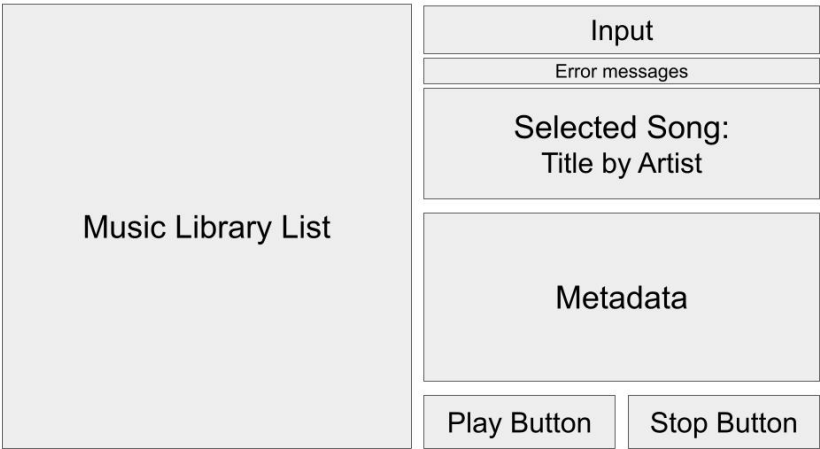 Music Library List
Input
Error messages
Selected Song:
Title by Artist
Metadata
Play Button
Stop Button